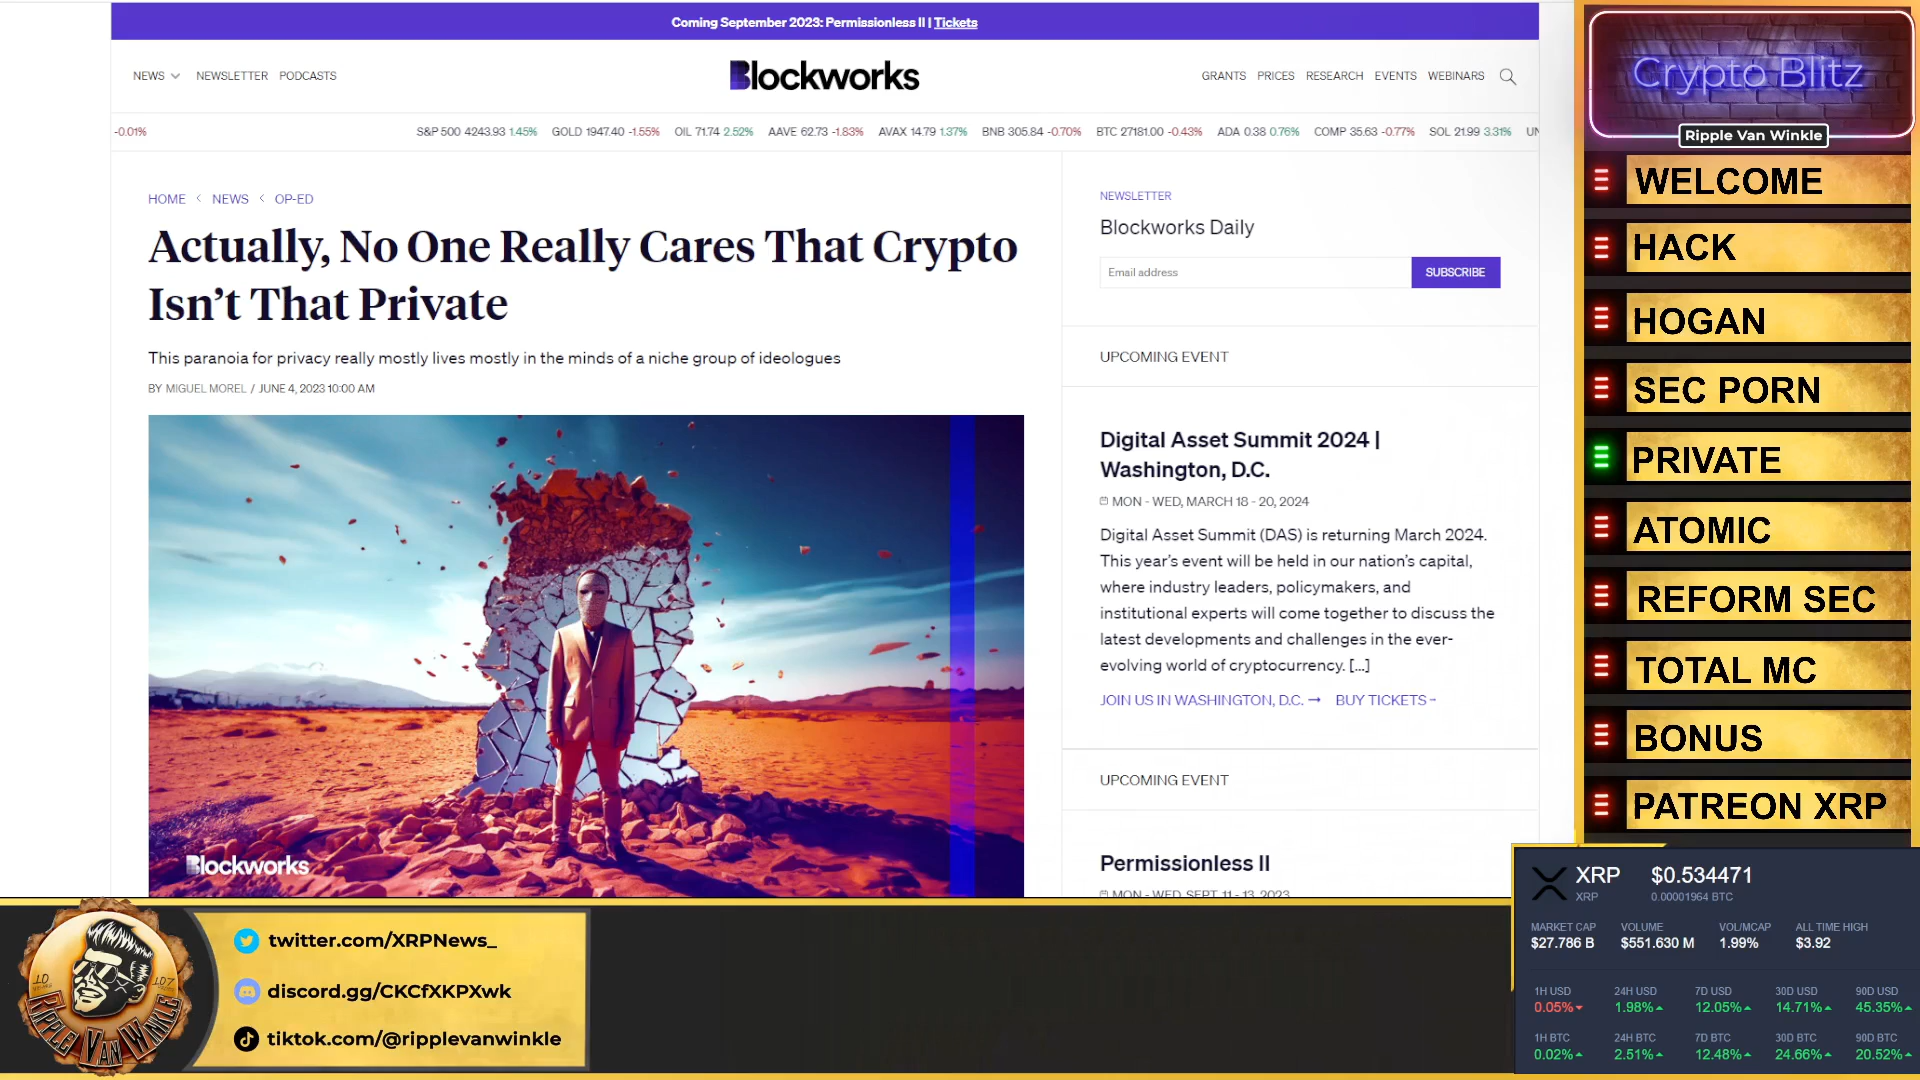 Coming September 2023: Permissionless II | Tickets
NEWS NEWSLETTER PODCASTS
Blockworks
GRANTS PRICES RESEARCH EVENTS WEBINARS
-0.01% S&P 500 4243.93 1.45% GOLD 1947.40 -1.55% OIL 71.74 2.52% AAVE 62.73 -1.83% AVAX 14.79 1.37% BNB 305.84 -0.70% BTC 27181.00 -0.43% ADA 0.38 0.76% COMP 35.63 -0.77% SOL 21.99 3.31%
HOME NEWS OP-ED
Actually, No One Really Cares That Crypto
Isn't That Private
This paranoia for privacy really mostly lives mostly in the minds of a niche group of ideologues
BY MIGUEL MOREL / JUNE 4, 2023 10:00 AM
Blockworks
NEWSLETTER
Blockworks Daily
Email address
SUBSCRIBE
UPCOMING EVENT
Digital Asset Summit 2024 |
Washington, D.C.
MON - WED, MARCH 18 - 20, 2024
Digital Asset Summit (DAS) is returning March 2024.
This year's event will be held in our nation's capital,
where industry leaders, policymakers, and
institutional experts will come together to discuss the
latest developments and challenges in the ever-
evolving world of cryptocurrency. [...]
JOIN US IN WASHINGTON, D.C. → BUY TICKETS
UPCOMING EVENT
Permissionless II
MON - WED, SEPT. 11 - 13, 2023
Crypto Blitz
Ripple Van Winkle
WELCOME
HACK
HOGAN
SEC PORN
PRIVATE
ATOMIC
REFORM SEC
TOTAL MC
BONUS
PATREON XRP
XRP $0.534471
XRP 0.00001964 BTC
MARKET CAP VOLUME VOL/MCAP ALL TIME HIGH
$27.786 B $551.630 M 1.99% $3.92
1H USD 24H USD 7D USD 30D USD 90D USD
0.05% 1.98% 12.05% 14.71% 45.35%
1H BTC 24H BTC 7D BTC 30D BTC 90D BTC
0.02% 2.51% 12.48% 24.66% 20.52%
RIPPLE VAN WINKLE
twitter.com/XRPNews_
discord.gg/CKCfXKPXwk
tiktok.com/@ripplevanwinkle